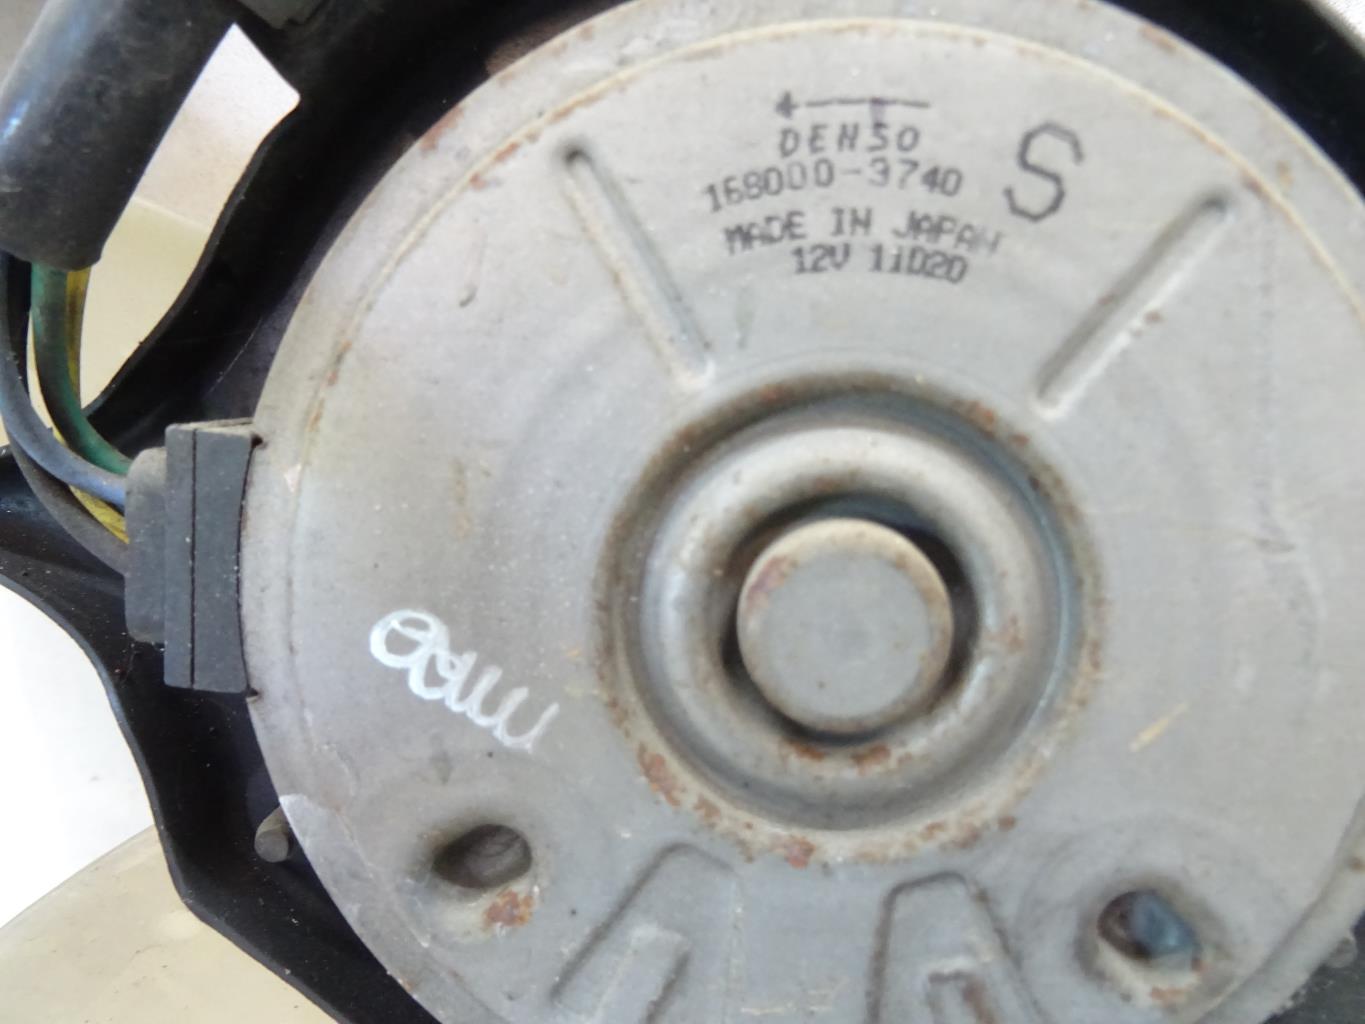 DENSO
S
168000-3740
MADE IN JAPAN
12V 11D20